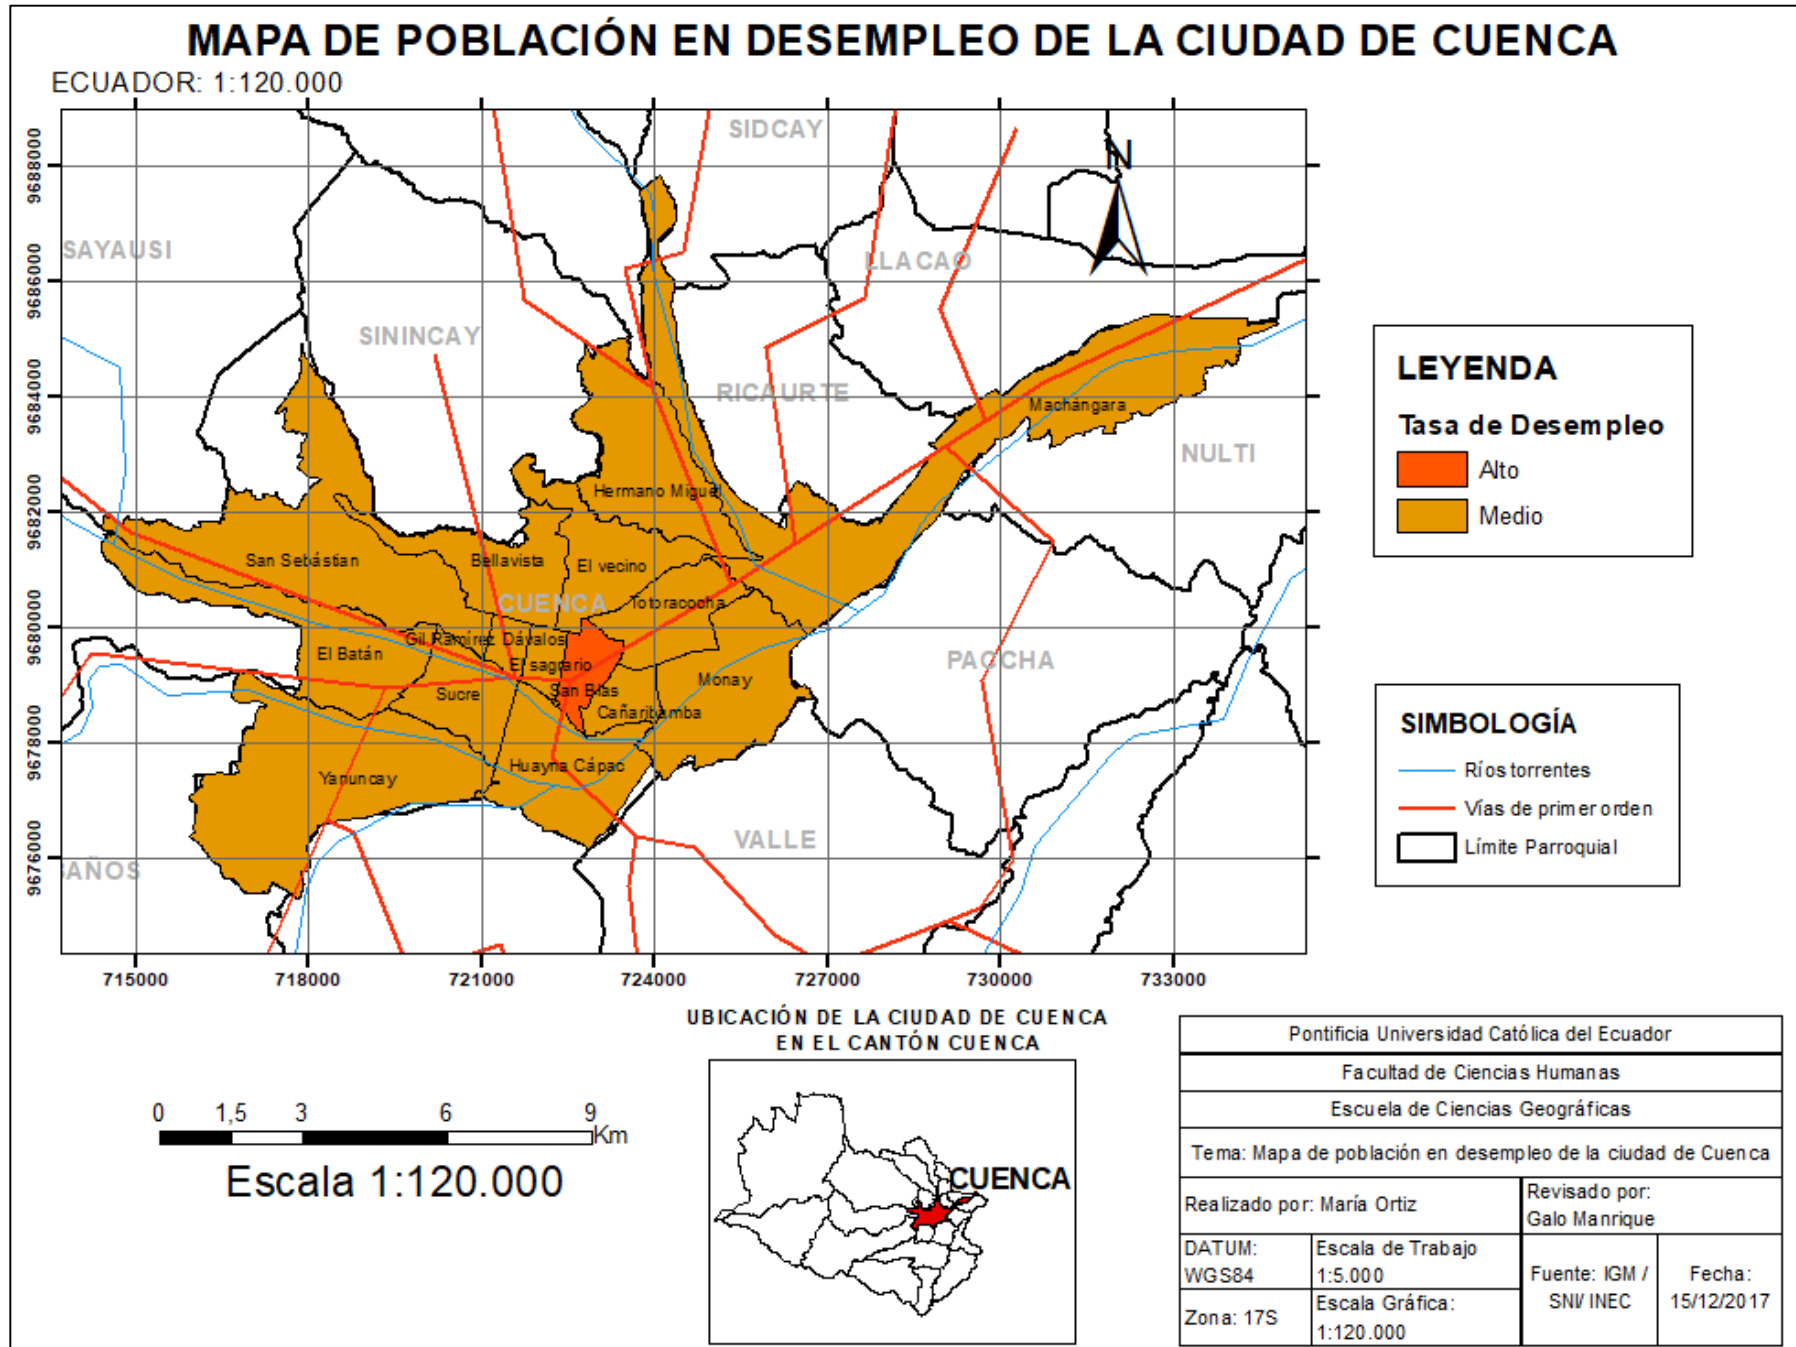 MAPA DE POBLACIÓN EN DESEMPLEO DE LA CIUDAD DE CUENCA
ECUADOR: 1:120.000
9688000
9686000
9684000
9682000
9680000
9678000
9676000
SIDCAY
N
SAYAUSI
LLACAO
SININCAY
RICAURTE
Machángara
NULTI
Hermano Miguel
San Sebástian
Bellavista
El vecino
CUENCA
Totoracocha
Gil Ramírez Dávalos
El Batán
El sagrario
PACCHA
Sucre
San Blas
Monay
Cañaribamba
Yanuncay
Huayna Cápac
VALLE
BAÑOS
715000
718000
721000
724000
727000
730000
733000
LEYENDA
Tasa de Desempleo
Alto
Medio
SIMBOLOGÍA
Ríos torrentes
Vías de primer orden
Límite Parroquial
0 1,5 3 6 9
Km
Escala 1:120.000
UBICACIÓN DE LA CIUDAD DE CUENCA
EN EL CANTÓN CUENCA
CUENCA
Pontificia Universidad Católica del Ecuador
Facultad de Ciencias Humanas
Escuela de Ciencias Geográficas
Tema: Mapa de población en desempleo de la ciudad de Cuenca
Realizado por: María Ortiz
Revisado por:
Galo Manrique
DATUM:
WGS84
Escala de Trabajo
1:5.000
Zona: 17S
Escala Gráfica:
1:120.000
Fuente: IGM /
SNI/ INEC
Fecha:
15/12/2017